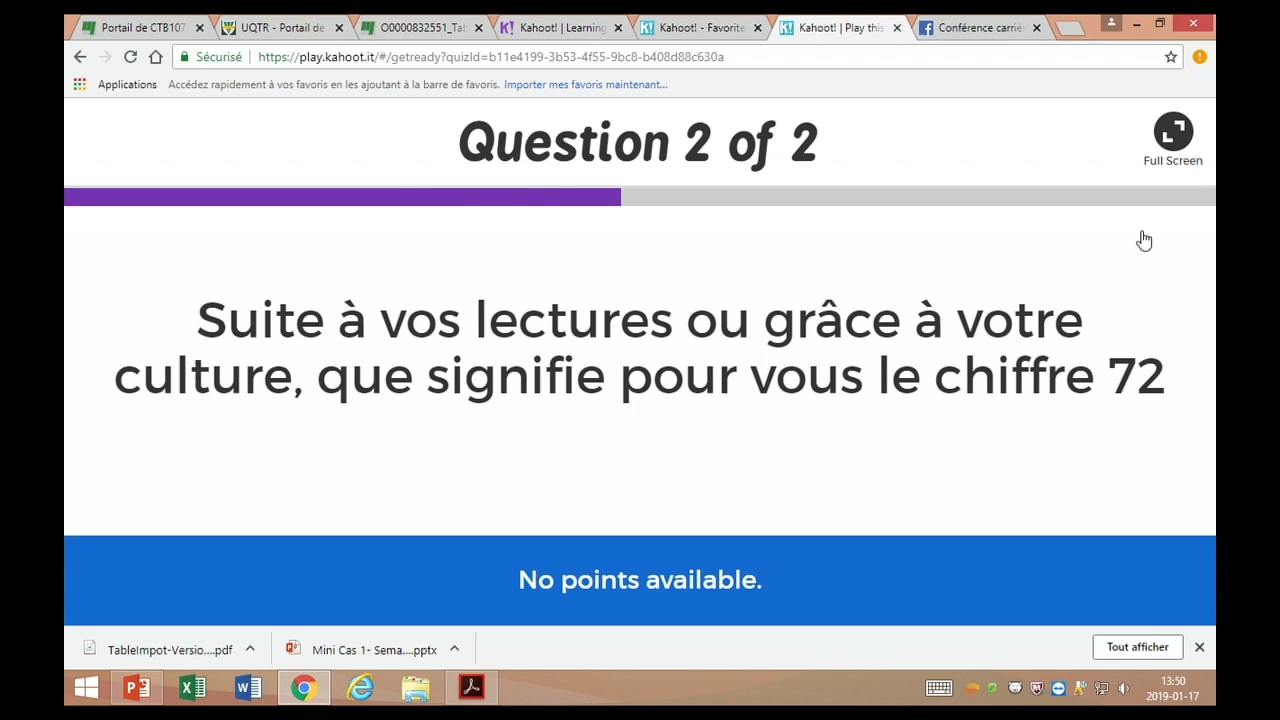 Portail de CTB107
UQTR - Portail de
O0000832551_Tab
Kahoot! | Learning
Kahoot! - Favorite
Kahoot! | Play this
Conférence carriè
Sécurisé
https://play.kahoot.it/#/getready?quizId=b11e4199-3b53-4f55-9bc8-b408d88c630a
Applications
Accédez rapidement à vos favoris en les ajoutant à la barre de favoris. Importer mes favoris maintenant...
Question 2 of 2
Full Screen
Suite à vos lectures ou grâce à votre
culture, que signifie pour vous le chiffre 72
No points available.
TableImpot-Versio....pdf
Mini Cas 1- Sema....pptx
Tout afficher
13:50
2019-01-17